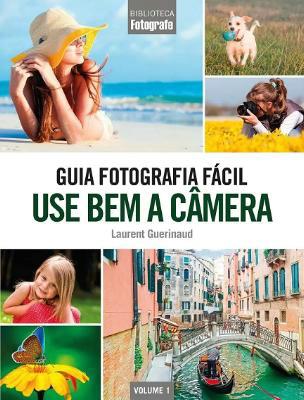 BIBLIOTECA
Fotografe
GUIA FOTOGRAFIA FÁCIL
USE BEM A CÂMERA
Laurent Guerinaud
VOLUME 1